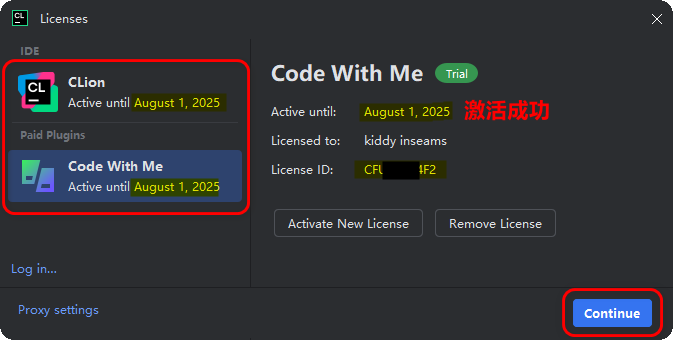 CL Licenses
IDE
CL CLion
Active until August 1, 2025
Paid Plugins
Code With Me
Active until August 1, 2025
Log in...
Proxy settings
Code With Me Trial
Active until: August 1, 2025 激活成功
Licensed to: kiddy inseams
License ID: CFU 4F2
Activate New License Remove License
Continue